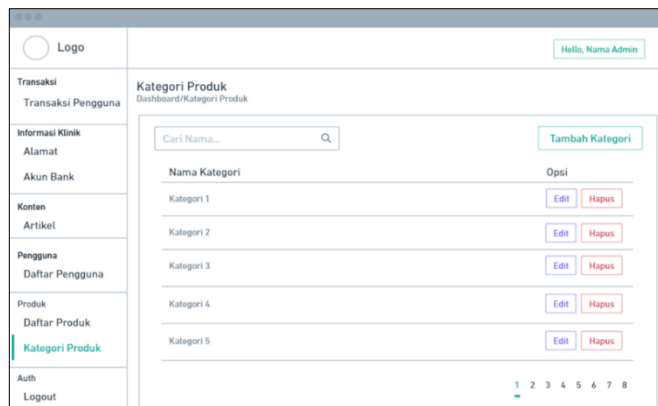 Logo
Hello, Nama Admin
Transaksi
Transaksi Pengguna
Informasi Klinik
Alamat
Akun Bank
Konten
Artikel
Pengguna
Daftar Pengguna
Produk
Daftar Produk
Kategori Produk
Auth
Logout
Kategori Produk
Dashboard/Kategori Produk
Cari Nama...
Tambah Kategori
Nama Kategori Opsi
Kategori 1 Edit Hapus
Kategori 2 Edit Hapus
Kategori 3 Edit Hapus
Kategori 4 Edit Hapus
Kategori 5 Edit Hapus
1 2 3 4 5 6 7 8